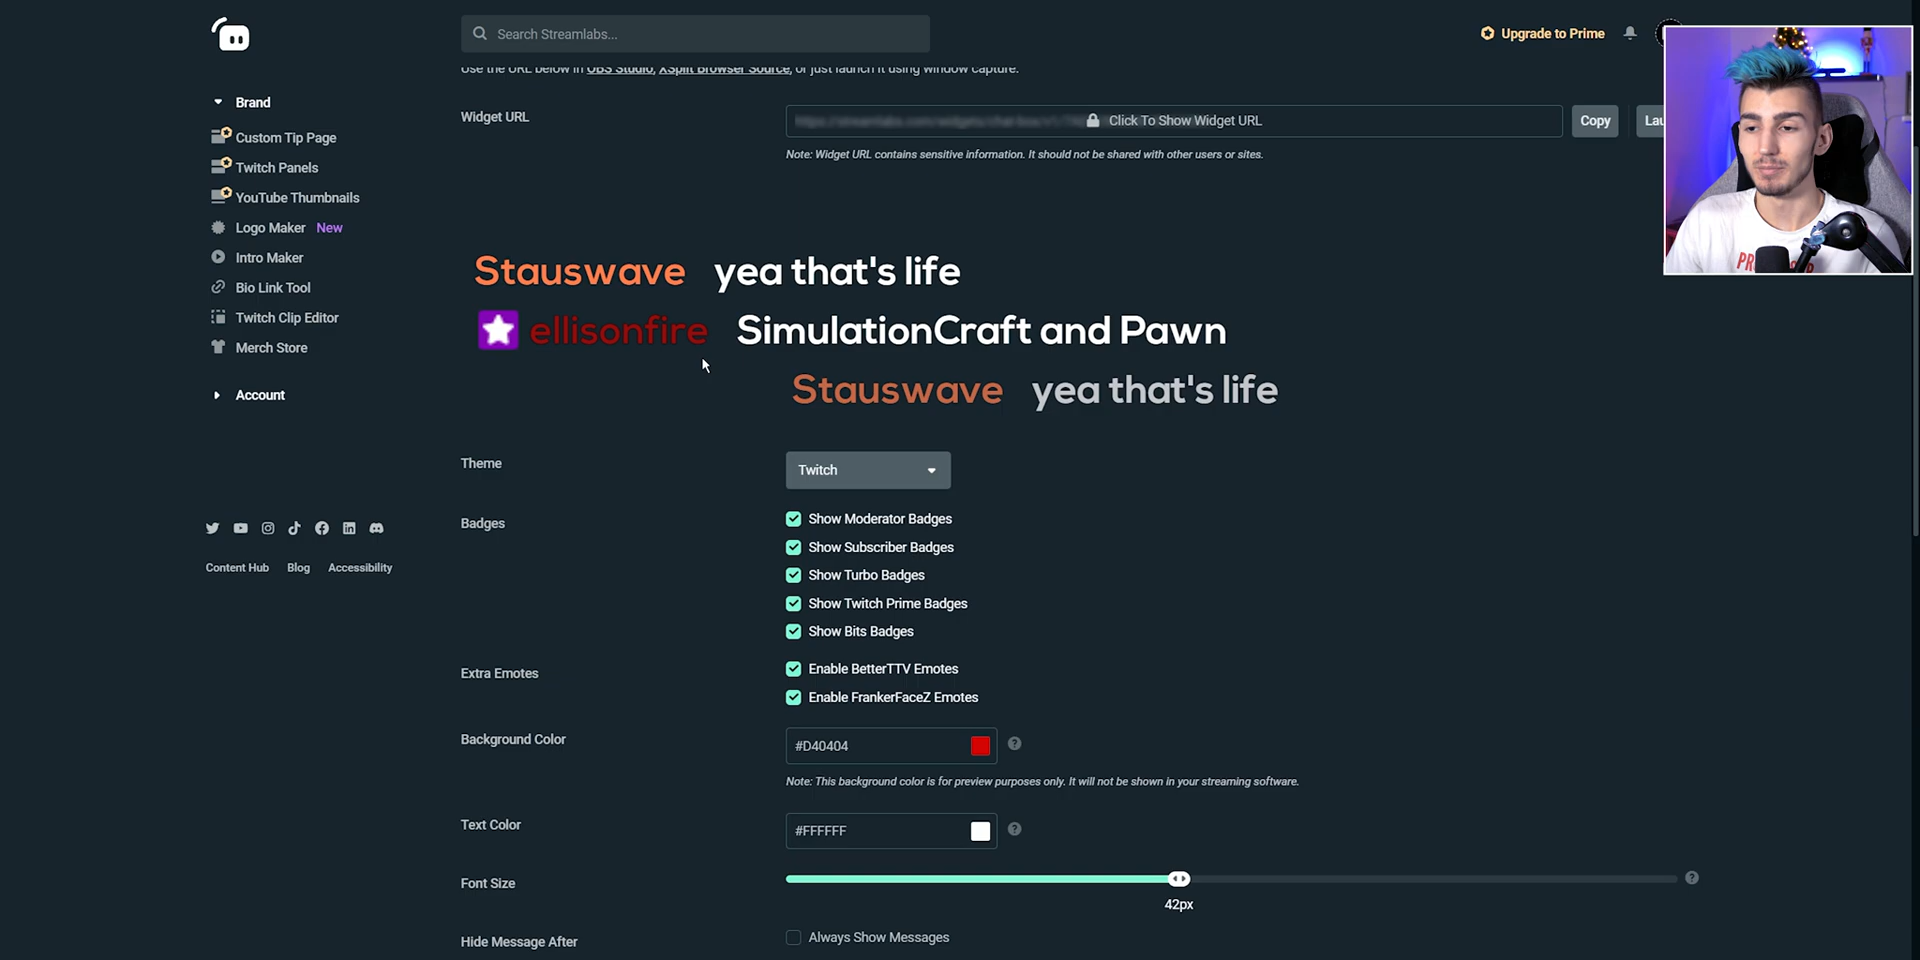 Search Streamlabs...
Upgrade to Prime
Use the URL below in OBS Studio, XSplit Browser Source, or just launch it using window capture.
Brand
Custom Tip Page
Twitch Panels
YouTube Thumbnails
Logo Maker New
Intro Maker
Bio Link Tool
Twitch Clip Editor
Merch Store
Account
Content Hub Blog Accessibility
Widget URL
Click To Show Widget URL
Copy
Lau
Note: Widget URL contains sensitive information. It should not be shared with other users or sites.
Stauswave yea that's life
ellisonfire SimulationCraft and Pawn
Stauswave yea that's life
Theme
Twitch
Badges
Show Moderator Badges
Show Subscriber Badges
Show Turbo Badges
Show Twitch Prime Badges
Show Bits Badges
Extra Emotes
Enable BetterTTV Emotes
Enable FrankerFaceZ Emotes
Background Color
#D40404
Note: This background color is for preview purposes only. It will not be shown in your streaming software.
Text Color
#FFFFFF
Font Size
42px
Hide Message After
Always Show Messages